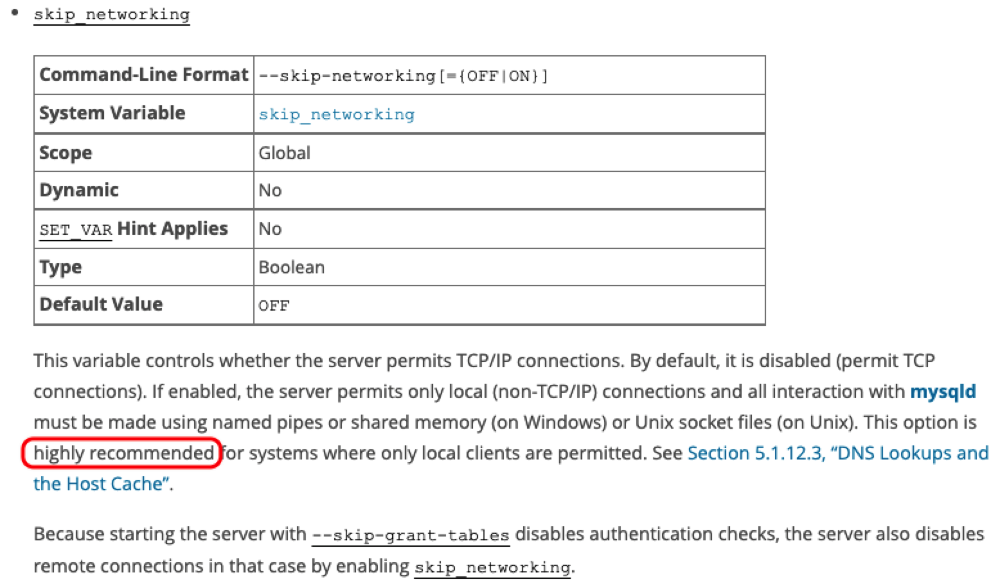 • skip_networking
Command-Line Format --skip-networking[={OFF|ON}]
System Variable skip_networking
Scope Global
Dynamic No
SET_VAR Hint Applies No
Type Boolean
Default Value OFF
This variable controls whether the server permits TCP/IP connections. By default, it is disabled (permit TCP
connections). If enabled, the server permits only local (non-TCP/IP) connections and all interaction with mysqld
must be made using named pipes or shared memory (on Windows) or Unix socket files (on Unix). This option is
highly recommended for systems where only local clients are permitted. See Section 5.1.12.3, “DNS Lookups and
the Host Cache”.
Because starting the server with --skip-grant-tables disables authentication checks, the server also disables
remote connections in that case by enabling skip_networking.